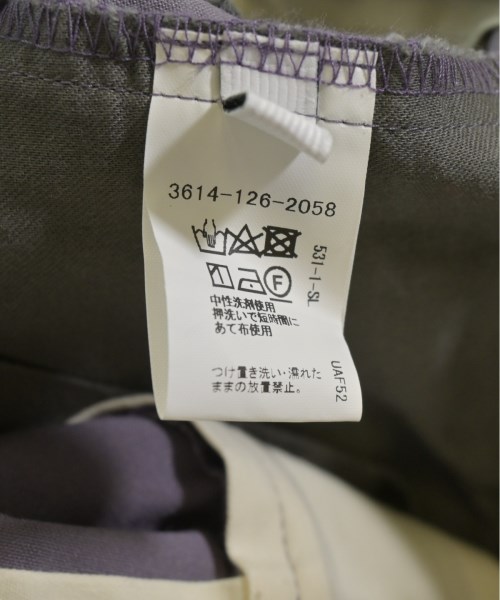 3614-126-2058
531-1-SL
F
中性洗剤使用
押洗いで短時間に
あて布使用
つけ置き洗い・濡れた
ままの放置禁止。
UAF52